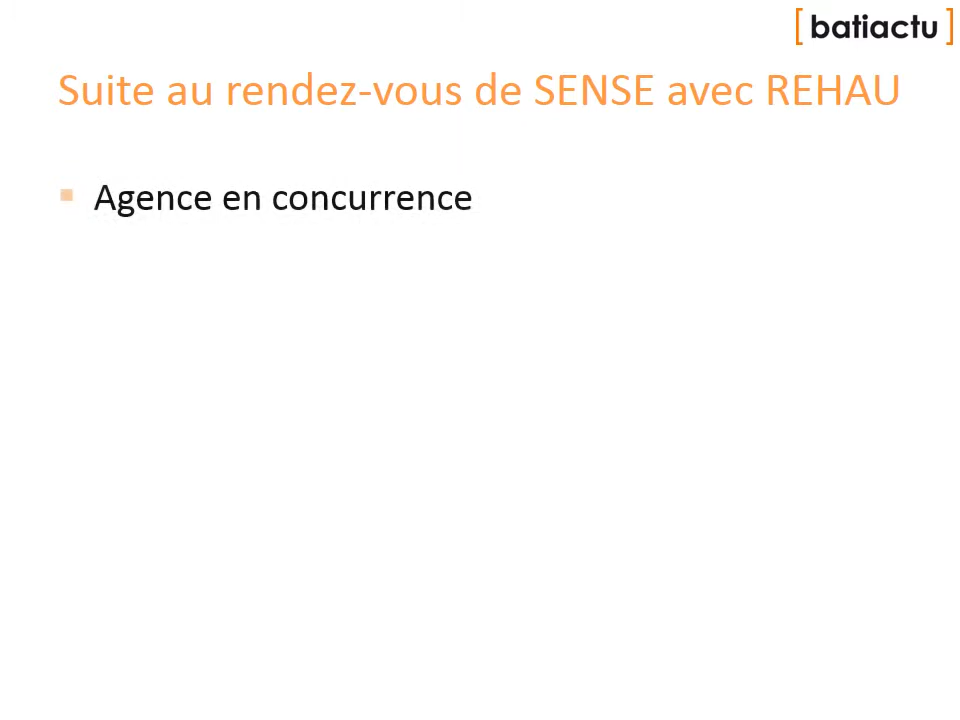 [ batiactu ]
Suite au rendez-vous de SENSE avec REHAU
Agence en concurrence